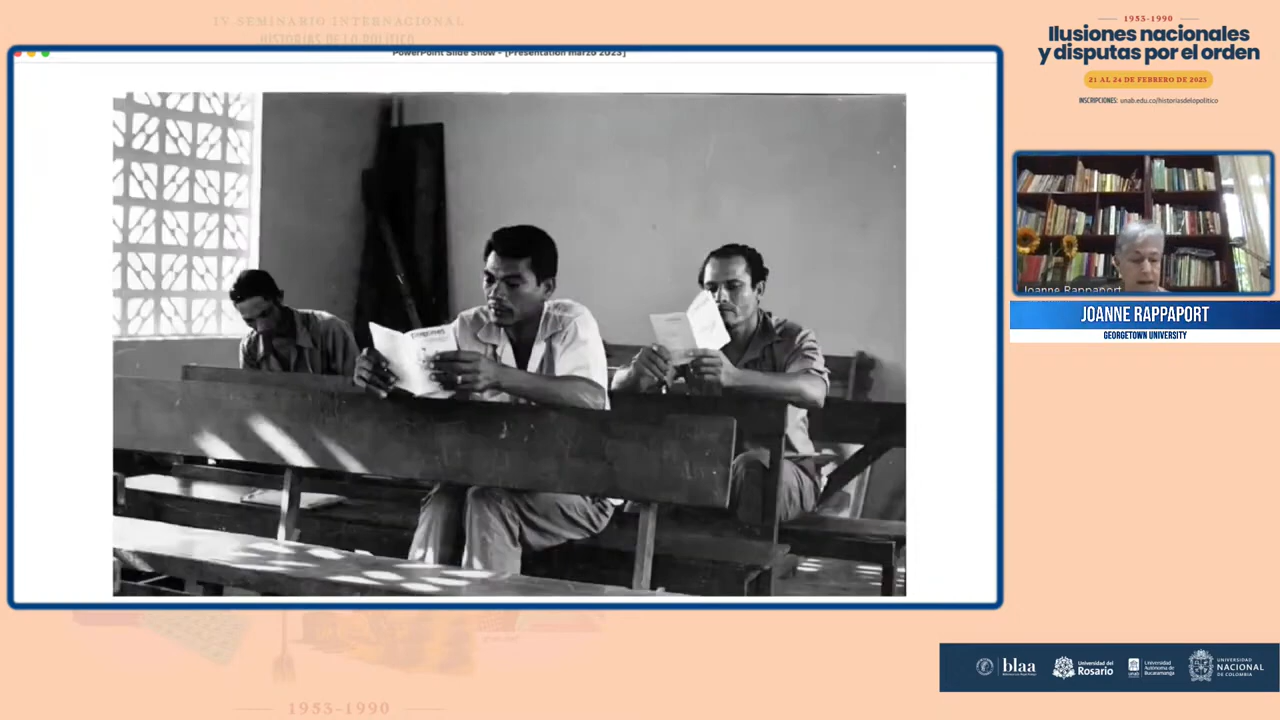 IV SEMINARIO INTERNACIONAL
HISTORIAS DE LO POLÍTICO
PowerPoint Slide Show - [Presentation marzo 2023]
1953-1990
Ilusiones nacionales
y disputas por el orden
21 AL 24 DE FEBRERO DE 2023
INSCRIPCIONES: unab.edu.co/historiasdelopolitico
Joanne Rappaport
JOANNE RAPPAPORT
GEORGETOWN UNIVERSITY
blaa
Universidad del
Rosario
unab
Universidad
Autónoma de
Bucaramanga
UNIVERSIDAD
NACIONAL
DE COLOMBIA
1953-1990